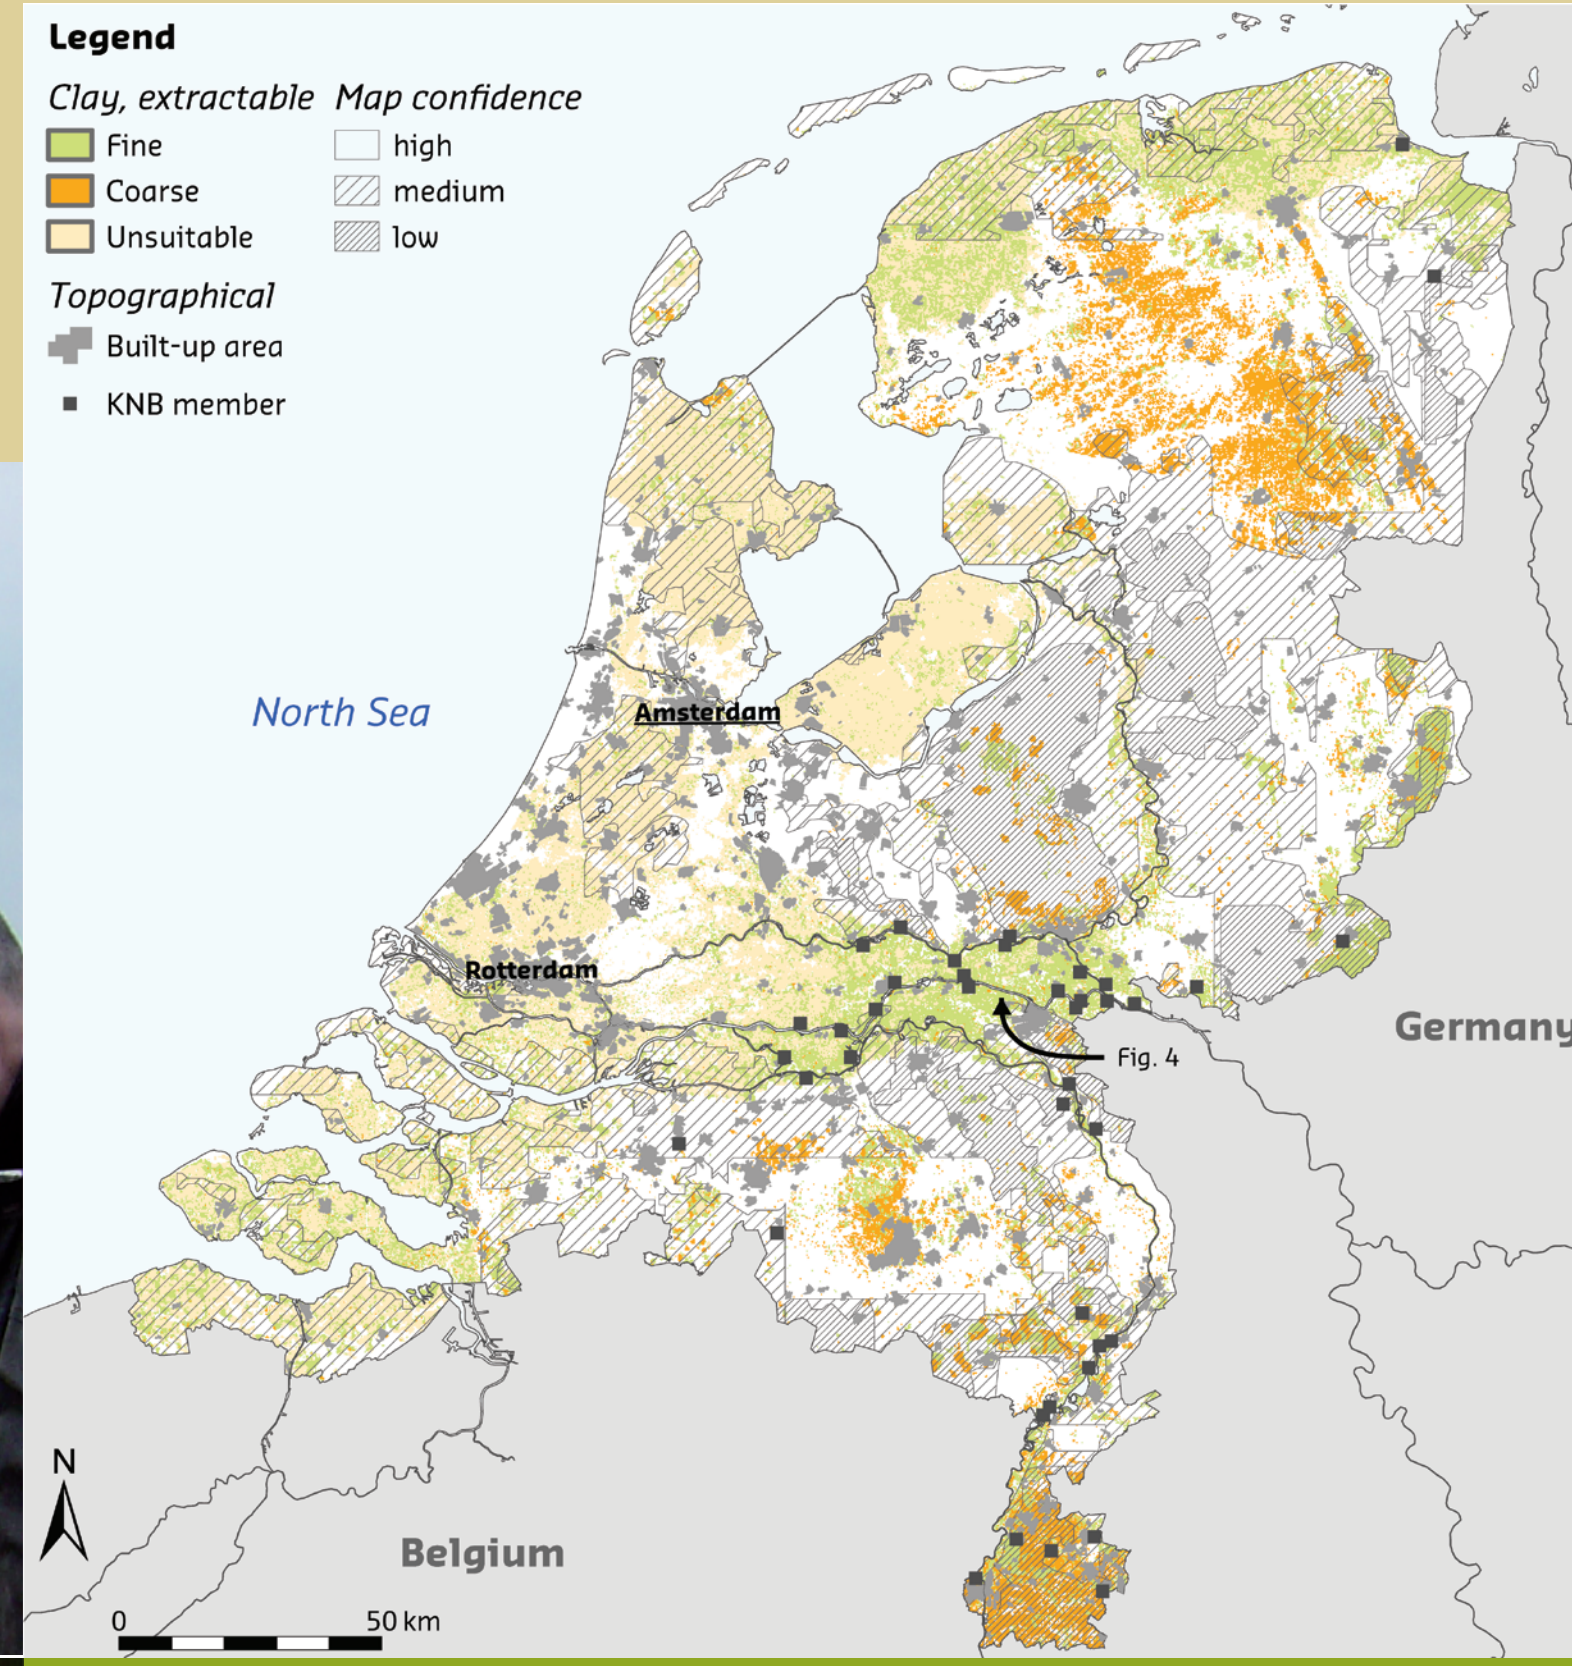 Legend
Clay, extractable
Fine
Coarse
Unsuitable
Map confidence
high
medium
low
Topographical
Built-up area
KNB member
North Sea
Amsterdam
Rotterdam
Germany
Fig. 4
N
Belgium
0 50 km